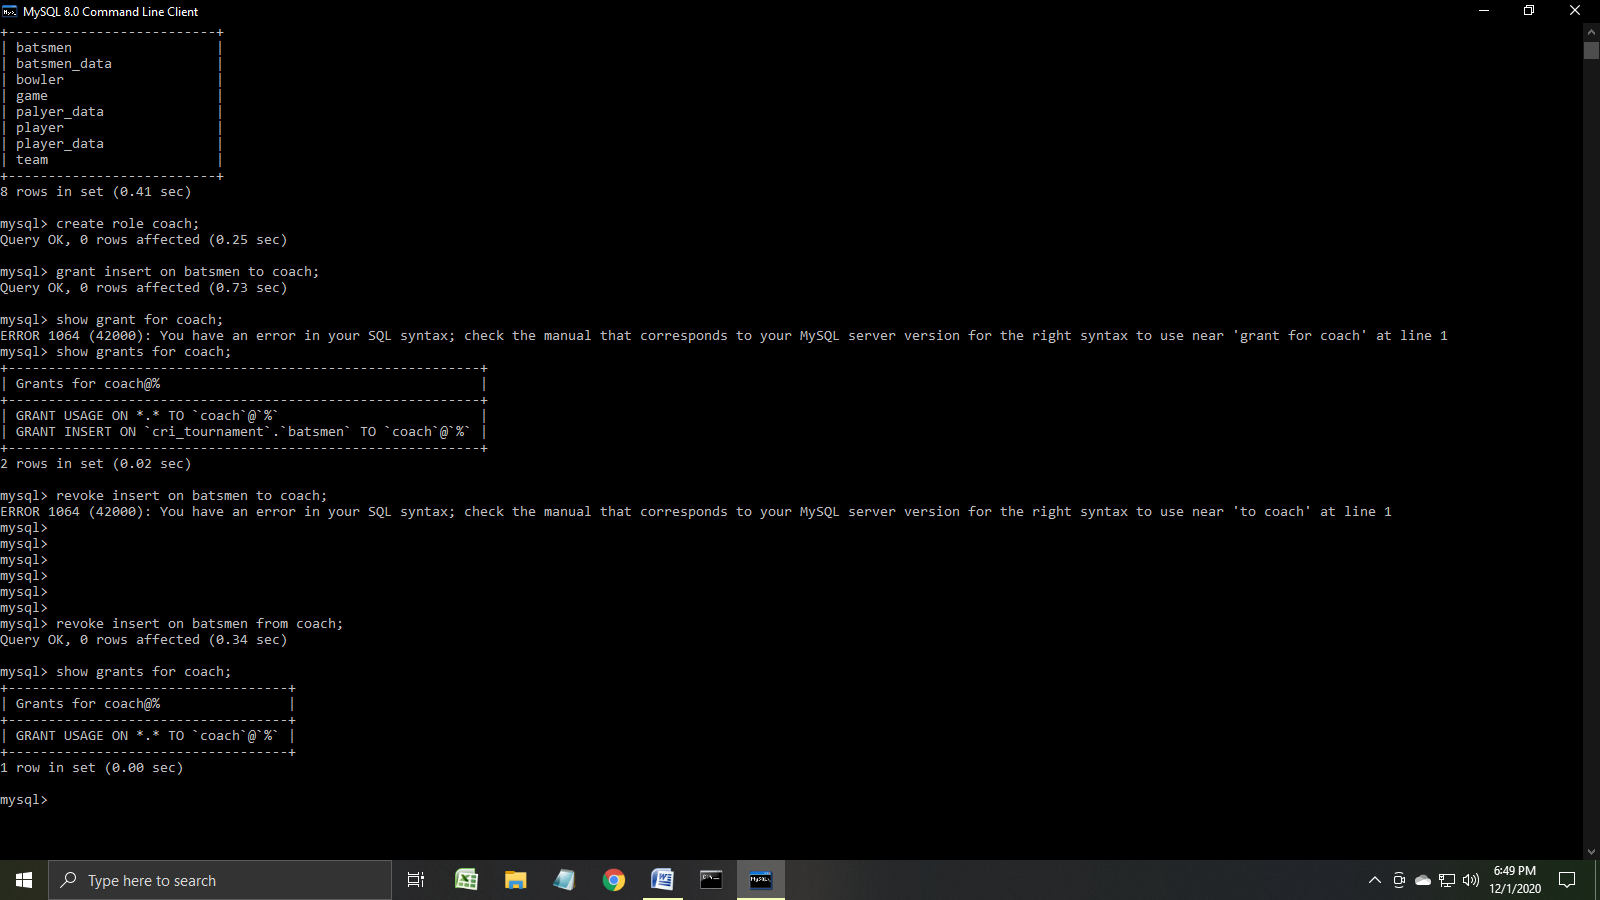 MySQL 8.0 Command Line Client
+--------------------------+
| batsmen                  |
| batsmen_data             |
| bowler                   |
| game                     |
| palyer_data              |
| player                   |
| player_data              |
| team                     |
+--------------------------+
8 rows in set (0.41 sec)
mysql> create role coach;
Query OK, 0 rows affected (0.25 sec)
mysql> grant insert on batsmen to coach;
Query OK, 0 rows affected (0.73 sec)
mysql> show grant for coach;
ERROR 1064 (42000): You have an error in your SQL syntax; check the manual that corresponds to your MySQL server version for the right syntax to use near 'grant for coach' at line 1
mysql> show grants for coach;
+-----------------------------------------------------------+
| Grants for coach@%                                        |
+-----------------------------------------------------------+
| GRANT USAGE ON *.* TO `coach`@`%`                         |
| GRANT INSERT ON `cri_tournament`.`batsmen` TO `coach`@`%` |
+-----------------------------------------------------------+
2 rows in set (0.02 sec)
mysql> revoke insert on batsmen to coach;
ERROR 1064 (42000): You have an error in your SQL syntax; check the manual that corresponds to your MySQL server version for the right syntax to use near 'to coach' at line 1
mysql>
mysql>
mysql>
mysql>
mysql>
mysql>
mysql> revoke insert on batsmen from coach;
Query OK, 0 rows affected (0.34 sec)
mysql> show grants for coach;
+-----------------------------------+
| Grants for coach@%                |
+-----------------------------------+
| GRANT USAGE ON *.* TO `coach`@`%` |
+-----------------------------------+
1 row in set (0.00 sec)
mysql>
Type here to search
6:49 PM
12/1/2020